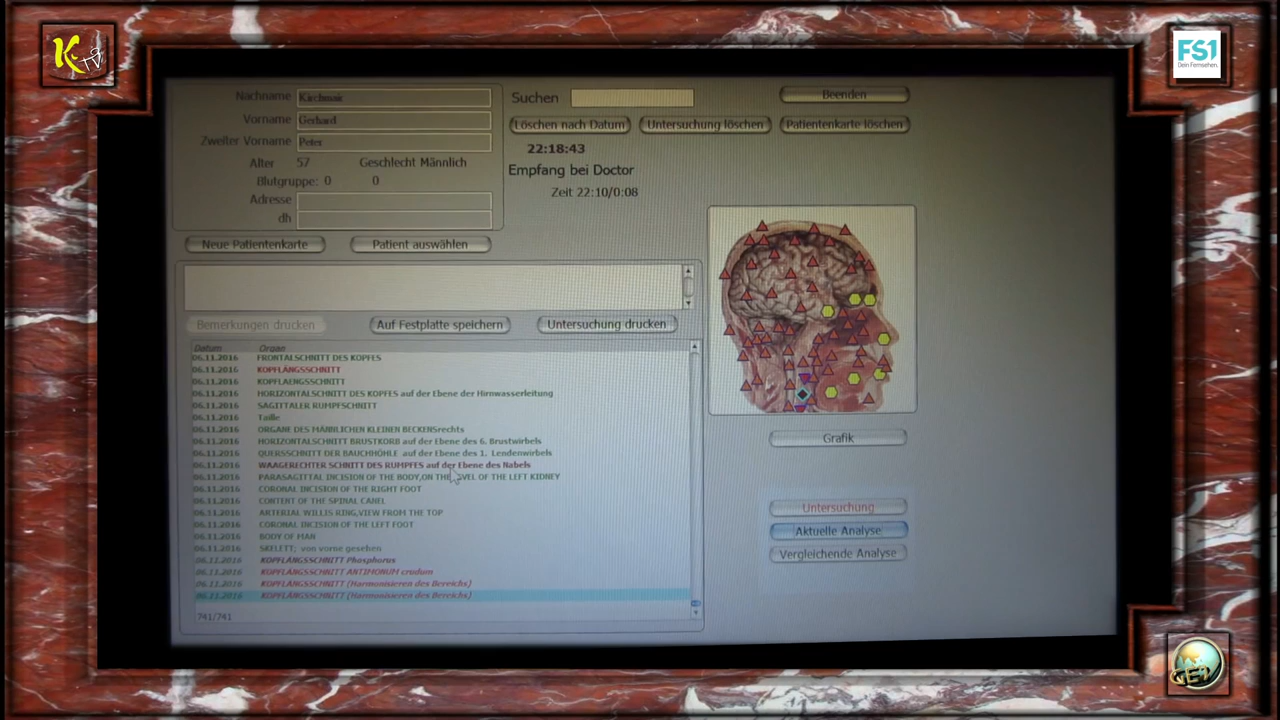 K TV
FS1
Dein Fernsehen.
Nachname Kirchmair
Vorname Gerhard
Zweiter Vorname Peter
Alter 57 Geschlecht Männlich
Blutgruppe: 0 0
Adresse
dh
Suchen
Beenden
Löschen nach Datum Untersuchung löschen Patientenkarte löschen
22:18:43
Empfang bei Doctor
Zeit 22:10/0:08
Neue Patientenkarte Patient auswählen
Bemerkungen drucken Auf Festplatte speichern Untersuchung drucken
Datum Organ
06.11.2016 FRONTALSCHNITT DES KOPFES
06.11.2016 KOPFLÄNGSSCHNITT
06.11.2016 KOPFLAENGSSCHNITT
06.11.2016 HORIZONTALSCHNITT DES KOPFES auf der Ebene der Hirnwasserleitung
06.11.2016 SAGITTALER RUMPFSCHNITT
06.11.2016 Taille
06.11.2016 ORGANE DES MÄNNLICHEN KLEINEN BECKENSrechts
06.11.2016 HORIZONTALSCHNITT BRUSTKORB auf der Ebene des 6. Brustwirbels
06.11.2016 QUERSSCHNITT DER BAUCHHÖHLE auf der Ebene des 1. Lendenwirbels
06.11.2016 WAAGERECHTER SCHNITT DES RUMPFES auf der Ebene des Nabels
06.11.2016 PARASAGITTAL INCISION OF THE BODY,ON THE LEVEL OF THE LEFT KIDNEY
06.11.2016 CORONAL INCISION OF THE RIGHT FOOT
06.11.2016 CONTENT OF THE SPINAL CANEL
06.11.2016 ARTERIAL WILLIS RING,VIEW FROM THE TOP
06.11.2016 CORONAL INCISION OF THE LEFT FOOT
06.11.2016 BODY OF MAN
06.11.2016 SKELETT; von vorne gesehen
06.11.2016 KOPFLÄNGSSCHNITT Phosphorus
06.11.2016 KOPFLÄNGSSCHNITT ANTIMONUM crudum
06.11.2016 KOPFLÄNGSSCHNITT (Harmonisieren des Bereichs)
06.11.2016 KOPFLÄNGSSCHNITT (Harmonisieren des Bereichs)
741/741
Grafik
Untersuchung
Aktuelle Analyse
Vergleichende Analyse